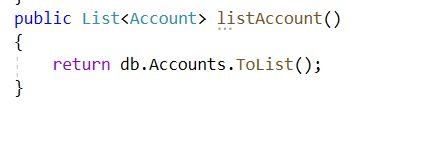 public List<Account> listAccount()
{
return db.Accounts.ToList();
}